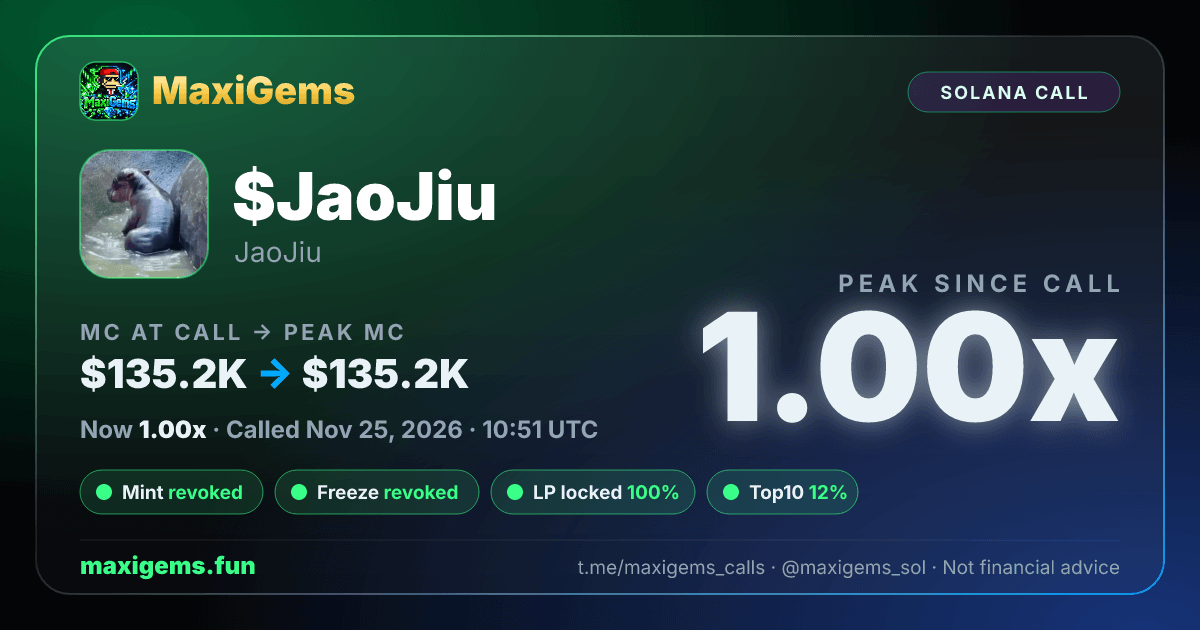 MaxiGems
SOLANA CALL
MaxiGems
$JaoJiu
JaoJiu
PEAK SINCE CALL
1.00x
MC AT CALL → PEAK MC
$135.2K → $135.2K
Now 1.00x · Called Nov 25, 2026 · 10:51 UTC
Mint revoked
Freeze revoked
LP locked 100%
Top10 12%
maxigems.fun
t.me/maxigems_calls · @maxigems_sol · Not financial advice